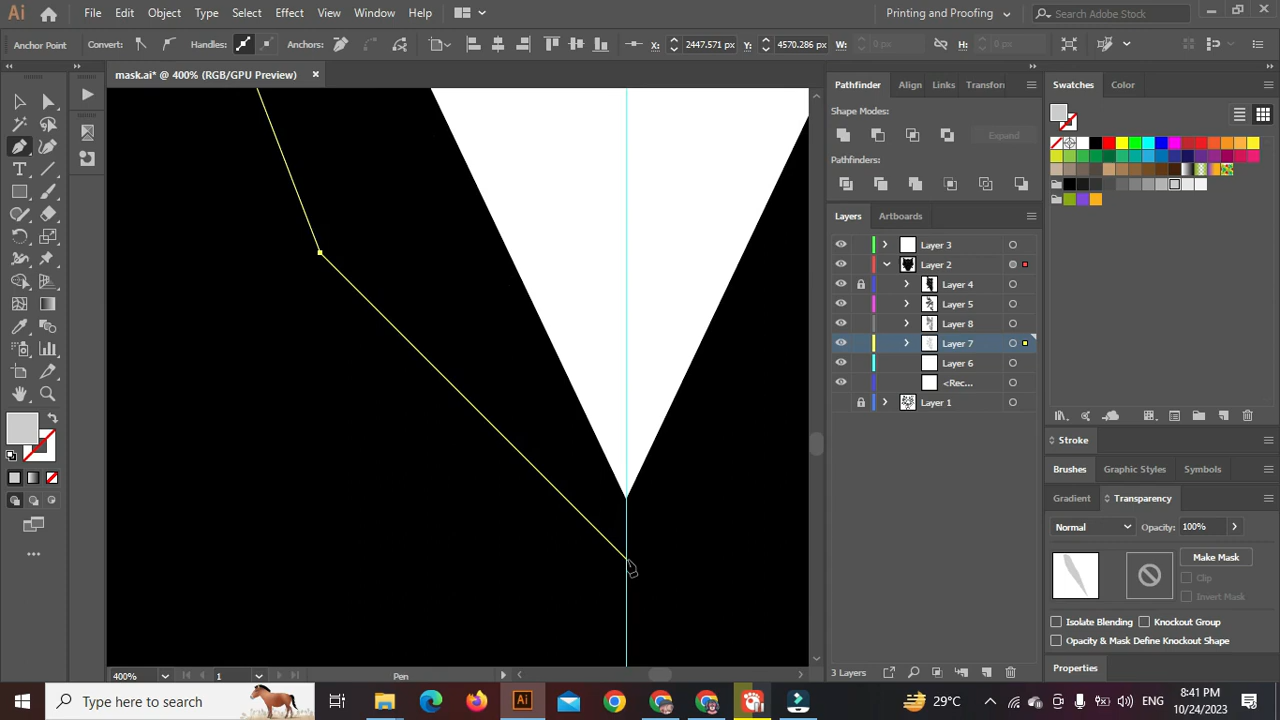 Ai File Edit Object Type Select Effect View Window Help Printing and Proofing Search Adobe Stock
Anchor Point Convert: Handles: Anchors: X: 2447.571 px Y: 4570.286 px W: 0 px H: 0 px
mask.ai* @ 400% (RGB/GPU Preview)
Pathfinder Align Links Transfon
Shape Modes:
Expand
Pathfinders:
Layers Artboards
Layer 3
Layer 2
Layer 4
Layer 5
Layer 8
Layer 7
Layer 6
<Rec...
Layer 1
3 Layers
Swatches Color
Stroke
Brushes Graphic Styles Symbols
Gradient Transparency
Normal Opacity: 100%
Make Mask
Clip
Invert Mask
Isolate Blending Knockout Group
Opacity & Mask Define Knockout Shape
Properties
400% 1 Pen
Type here to search
Ai
29°C ENG 8:41 PM
10/24/2023